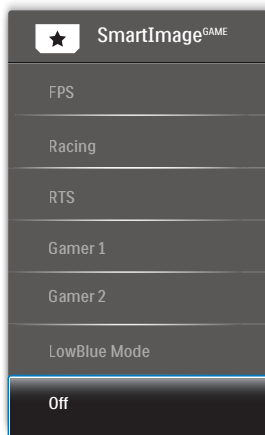 SmartImageGAME
FPS
Racing
RTS
Gamer 1
Gamer 2
LowBlue Mode
Off